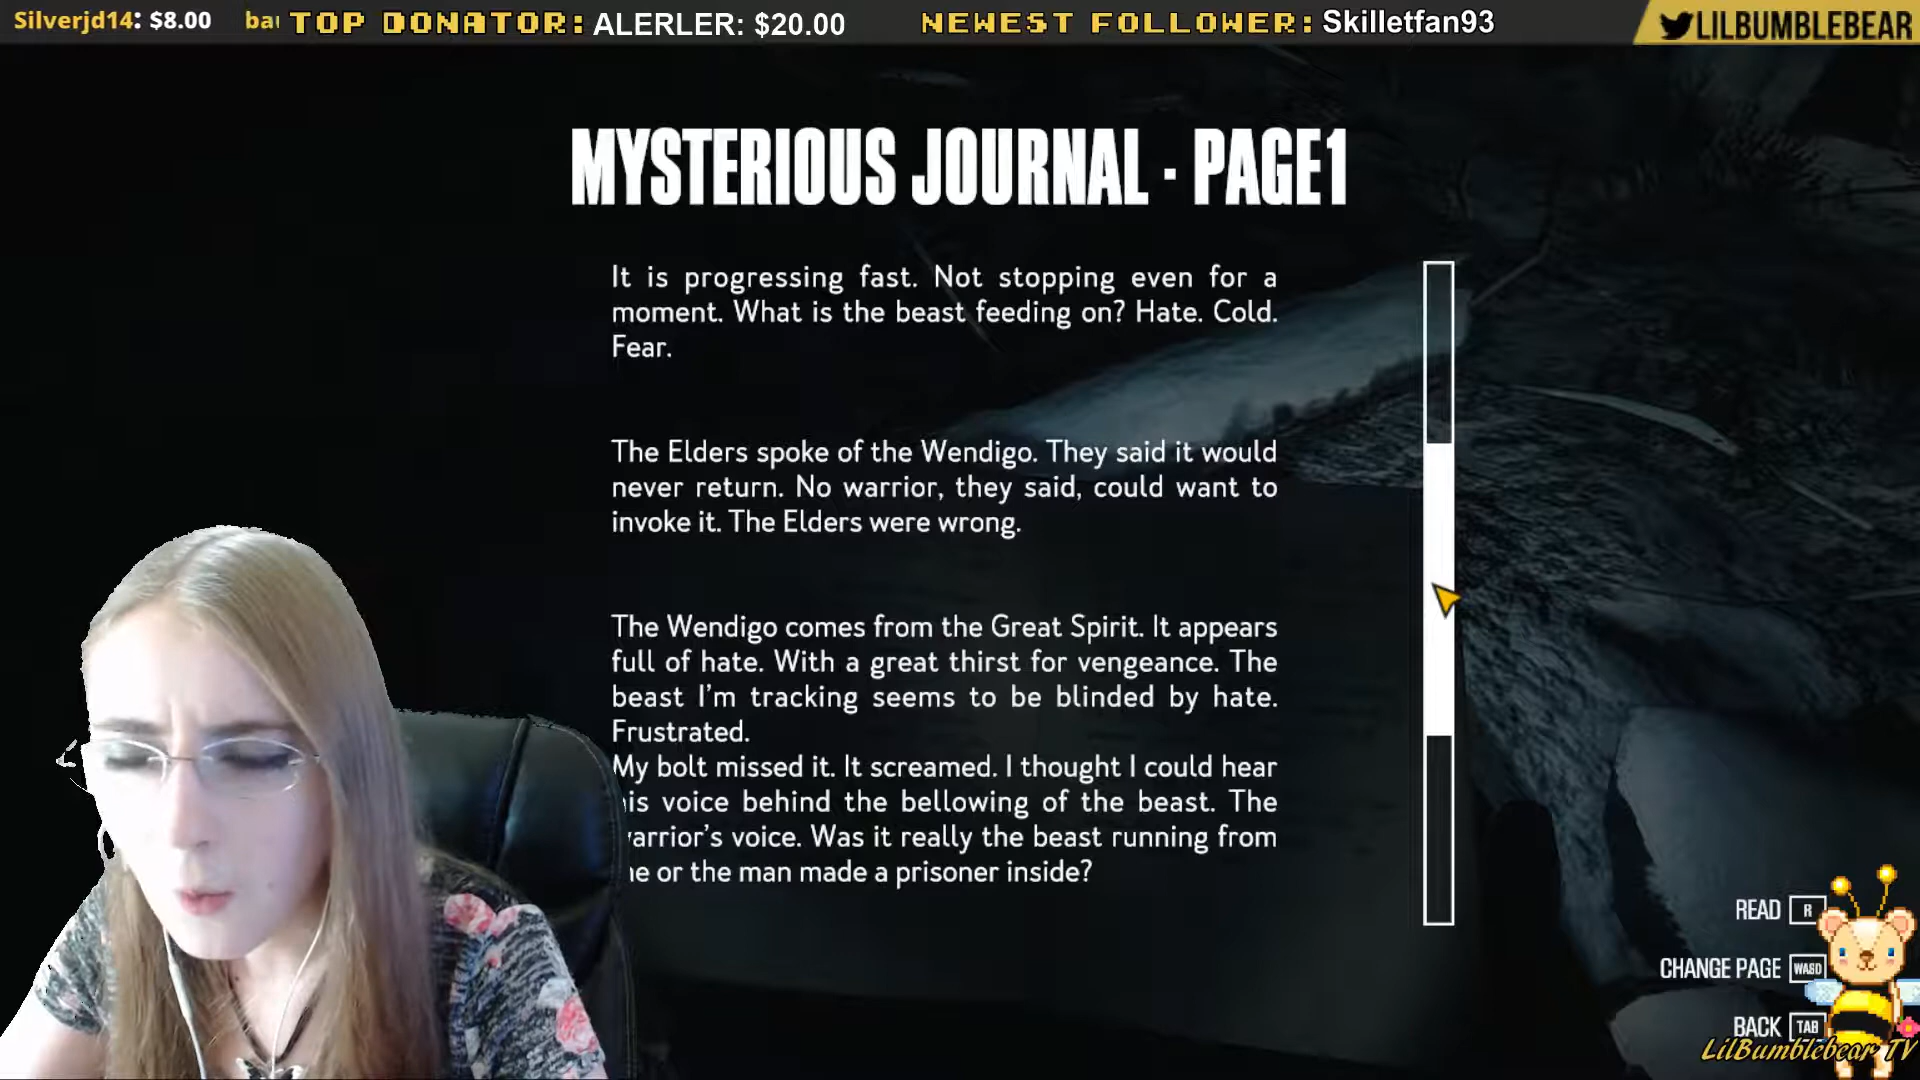 Silverjd14: $8.00 TOP DONATOR: ALERLER: $20.00 NEWEST FOLLOWER: Skilletfan93 LILBUMBLEBEAR
MYSTERIOUS JOURNAL - PAGE1
It is progressing fast. Not stopping even for a
moment. What is the beast feeding on? Hate. Cold.
Fear.
The Elders spoke of the Wendigo. They said it would
never return. No warrior, they said, could want to
invoke it. The Elders were wrong.
The Wendigo comes from the Great Spirit. It appears
full of hate. With a great thirst for vengeance. The
beast I'm tracking seems to be blinded by hate.
Frustrated.
My bolt missed it. It screamed. I thought I could hear
voice behind the bellowing of the beast. The
voice. Was it really the beast running from
or the man made a prisoner inside?
READ R
CHANGE PAGE WASD
BACK TAB
LilBumblebear TV